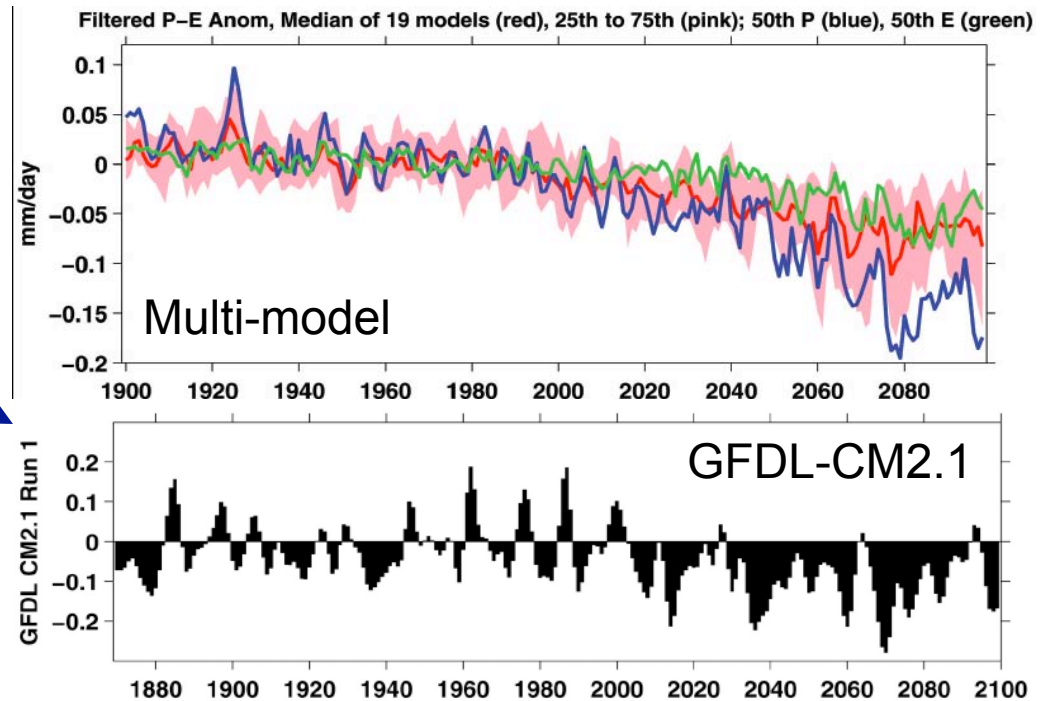 Filtered P−E Anom, Median of 19 models (red), 25th to 75th (pink); 50th P (blue), 50th E (green)
mm/day
0.1
0.05
0
−0.05
−0.1
−0.15
−0.2
Multi-model
1900 1920 1940 1960 1980 2000 2020 2040 2060 2080
GFDL CM2.1 Run 1
GFDL-CM2.1
0.2
0.1
0
−0.1
−0.2
1880 1900 1920 1940 1960 1980 2000 2020 2040 2060 2080 2100